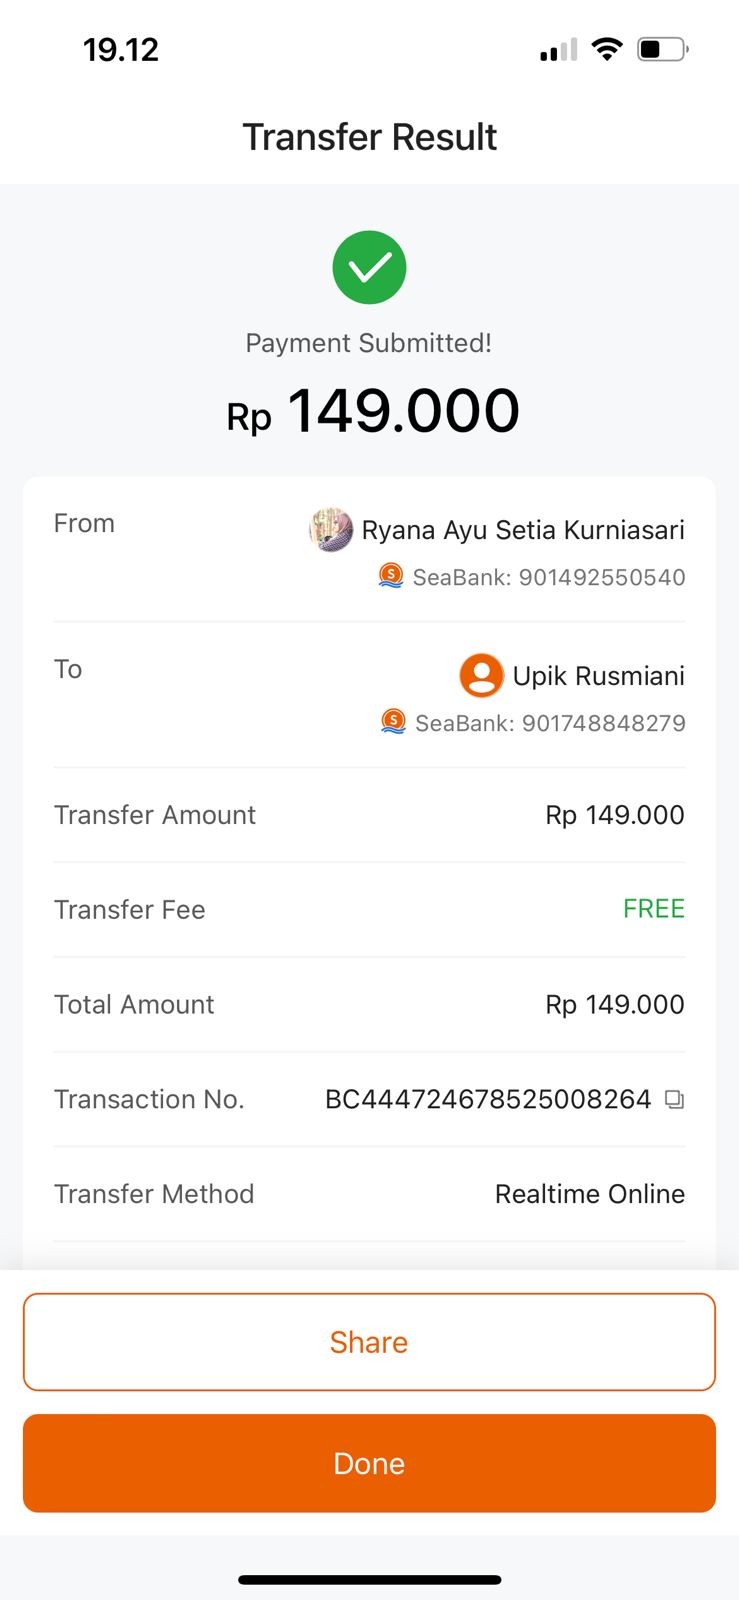 19.12
Transfer Result
Payment Submitted!
Rp 149.000
From
Ryana Ayu Setia Kurniasari
SeaBank: 901492550540
To
Upik Rusmiani
SeaBank: 901748848279
Transfer Amount Rp 149.000
Transfer Fee FREE
Total Amount Rp 149.000
Transaction No. BC444724678525008264
Transfer Method Realtime Online
Share
Done